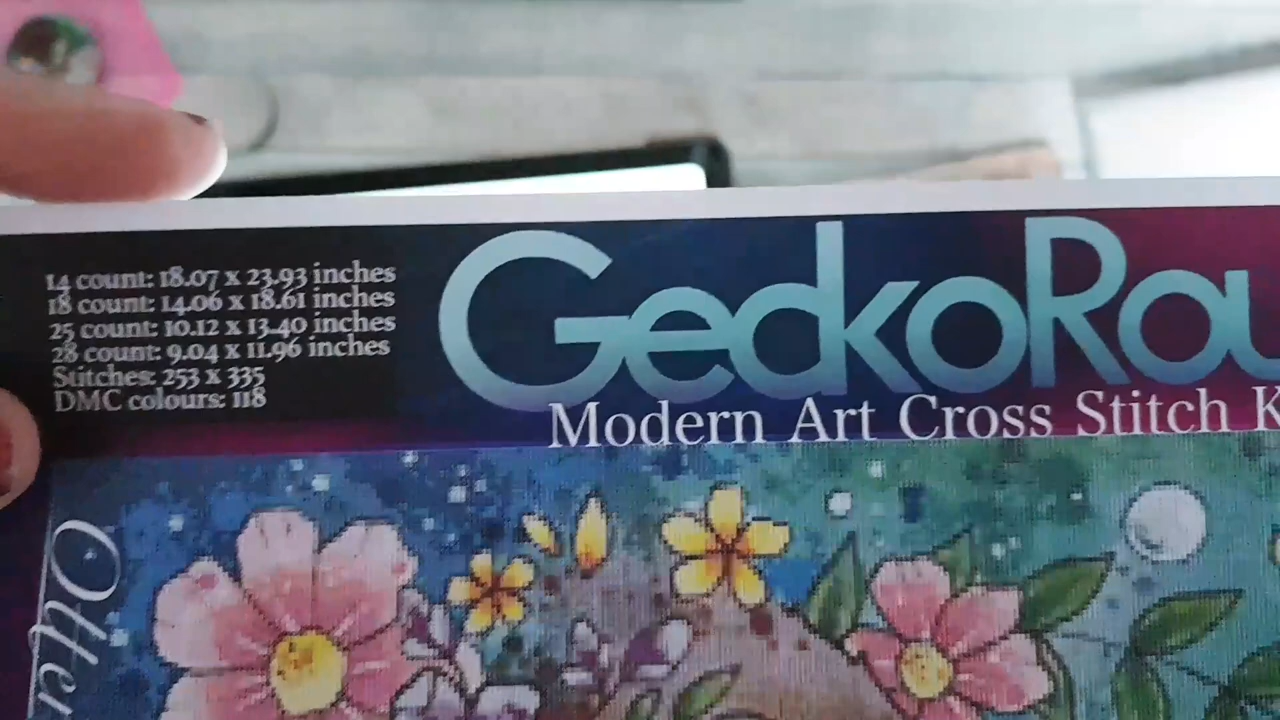 14 count: 18.07 x 23.93 inches
18 count: 14.06 x 18.61 inches
25 count: 10.12 x 13.40 inches
28 count: 9.04 x 11.96 inches
Stitches: 253 x 335
DMC colours: 118
GeckoRou
Modern Art Cross Stitch K
Otter